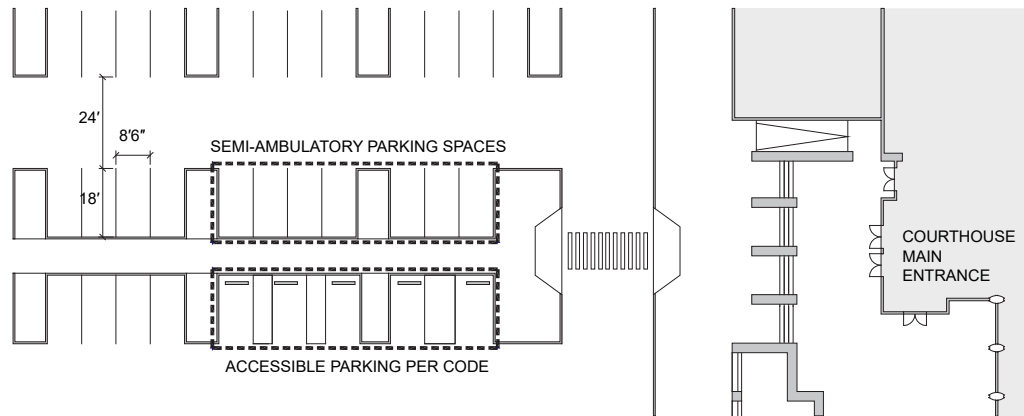 24′
8′6″
SEMI-AMBULATORY PARKING SPACES
18′
COURTHOUSE
MAIN
ENTRANCE
ACCESSIBLE PARKING PER CODE